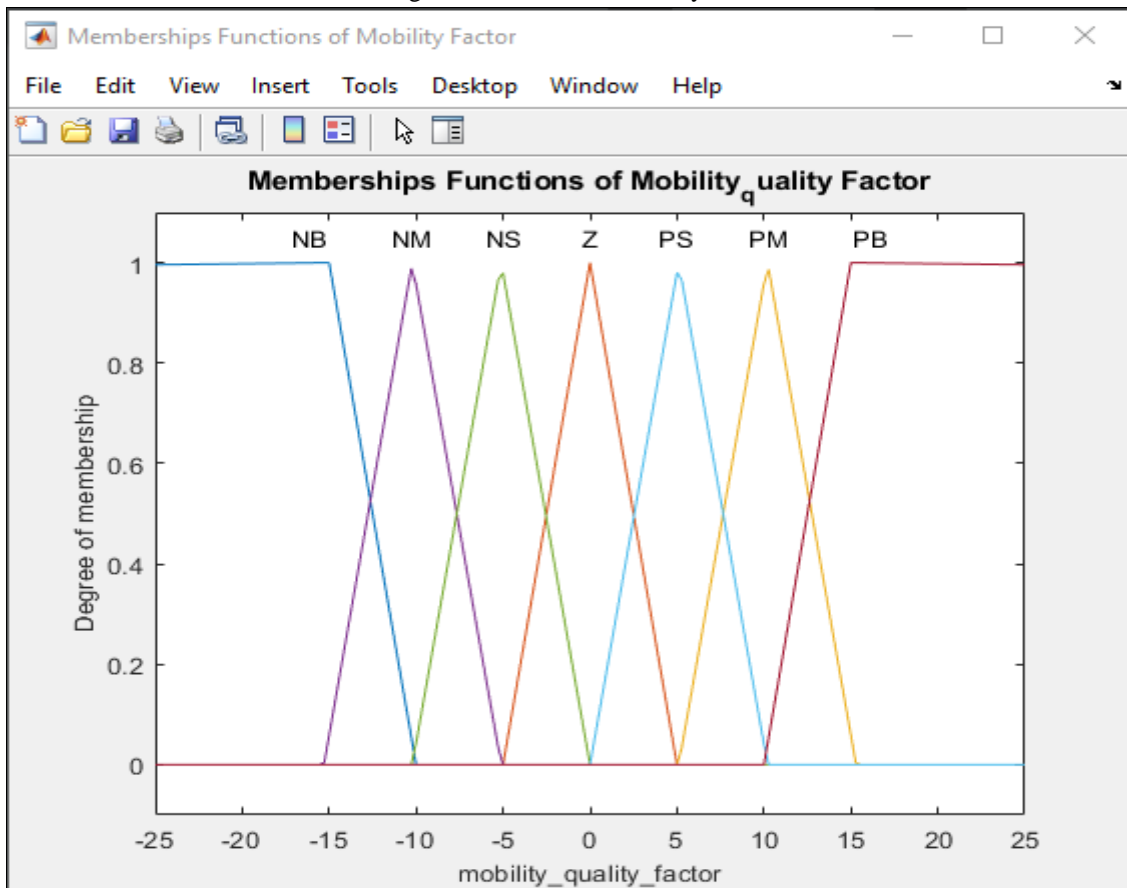 Memberships Functions of Mobility Factor
File Edit View Insert Tools Desktop Window Help
Memberships Functions of Mobility_quality Factor
NB NM NS Z PS PM PB
1
0.8
0.6
0.4
0.2
0
Degree of membership
-25 -20 -15 -10 -5 0 5 10 15 20 25
mobility_quality_factor